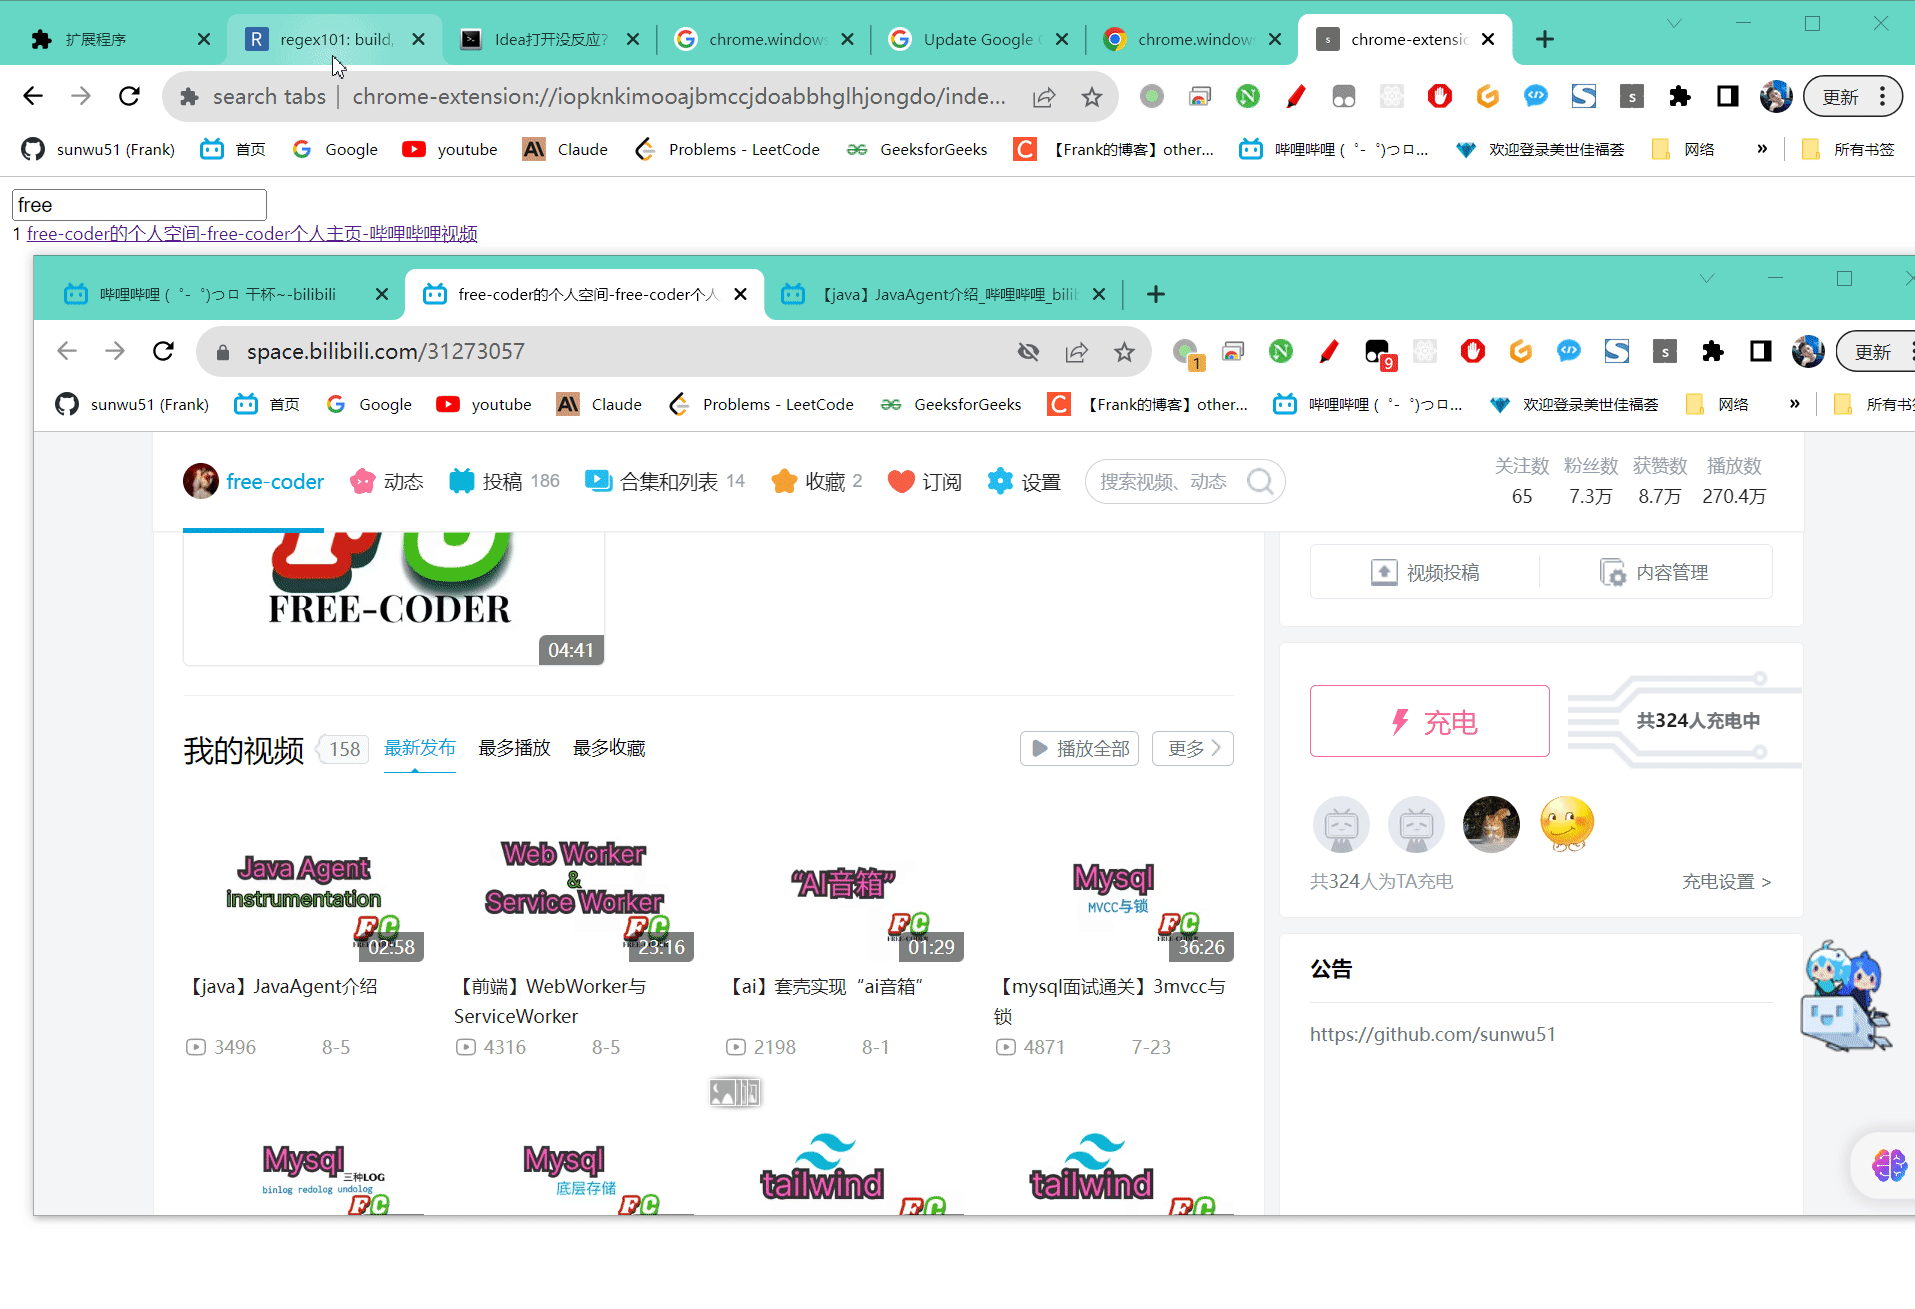 扩展程序
regex101: build,
Idea打开没反应?
chrome.windows
Update Google C
chrome.windows
chrome-extensio
search tabs | chrome-extension://iopknkimooajbmccjdoabbhglhjongdo/inde...
更新
sunwu51 (Frank)
首页
Google
youtube
Claude
Problems - LeetCode
GeeksforGeeks
【Frank的博客】other...
哔哩哔哩 ( ゜- ゜)つロ...
欢迎登录美世佳福荟
网络
»
所有书签
free
1 free-coder的个人空间-free-coder个人主页-哔哩哔哩视频
哔哩哔哩 ( ゜- ゜)つロ 干杯~-bilibili
free-coder的个人空间-free-coder个人
【java】JavaAgent介绍_哔哩哔哩_bilib
space.bilibili.com/31273057
1
9
更新
sunwu51 (Frank)
首页
Google
youtube
Claude
Problems - LeetCode
GeeksforGeeks
【Frank的博客】other...
哔哩哔哩 ( ゜- ゜)つロ...
欢迎登录美世佳福荟
网络
»
所有书
free-coder
动态
投稿 186
合集和列表 14
收藏 2
订阅
设置
搜索视频、动态
关注数 粉丝数 获赞数 播放数
65 7.3万 8.7万 270.4万
FREE-CODER
04:41
视频投稿
内容管理
充电
共324人充电中
共324人为TA充电
充电设置 >
公告
https://github.com/sunwu51
我的视频 158
最新发布
最多播放
最多收藏
播放全部
更多
Java Agent
instrumentation
FC
02:58
【java】JavaAgent介绍
3496 8-5
Web Worker
&
Service Worker
FC
23:16
【前端】WebWorker与
ServiceWorker
4316 8-5
“AI音箱”
FC
01:29
【ai】套壳实现“ai音箱”
2198 8-1
Mysql
MVCC与锁
FC
36:26
【mysql面试通关】3mvcc与
锁
4871 7-23
Mysql 三种LOG
binlog redolog undolog
FC
Mysql
底层存储
FC
tailwind
FC
tailwind
FC